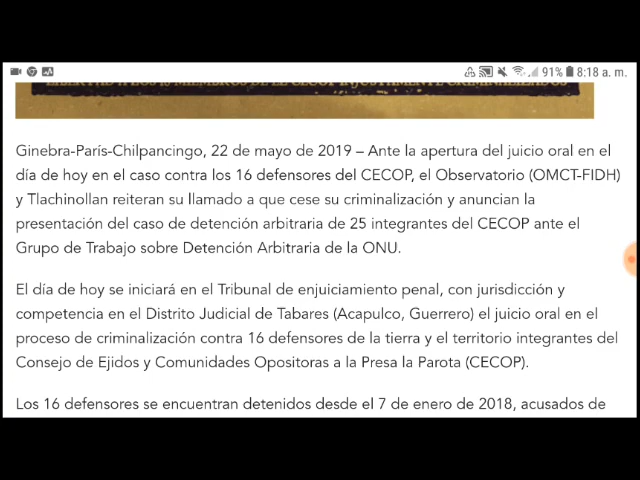 91% 8:18 a. m.
Ginebra-París-Chilpancingo, 22 de mayo de 2019 – Ante la apertura del juicio oral en el
día de hoy en el caso contra los 16 defensores del CECOP, el Observatorio (OMCT-FIDH)
y Tlachinollan reiteran su llamado a que cese su criminalización y anuncian la
presentación del caso de detención arbitraria de 25 integrantes del CECOP ante el
Grupo de Trabajo sobre Detención Arbitraria de la ONU.
El día de hoy se iniciará en el Tribunal de enjuiciamiento penal, con jurisdicción y
competencia en el Distrito Judicial de Tabares (Acapulco, Guerrero) el juicio oral en el
proceso de criminalización contra 16 defensores de la tierra y el territorio integrantes del
Consejo de Ejidos y Comunidades Opositoras a la Presa la Parota (CECOP).
Los 16 defensores se encuentran detenidos desde el 7 de enero de 2018, acusados de